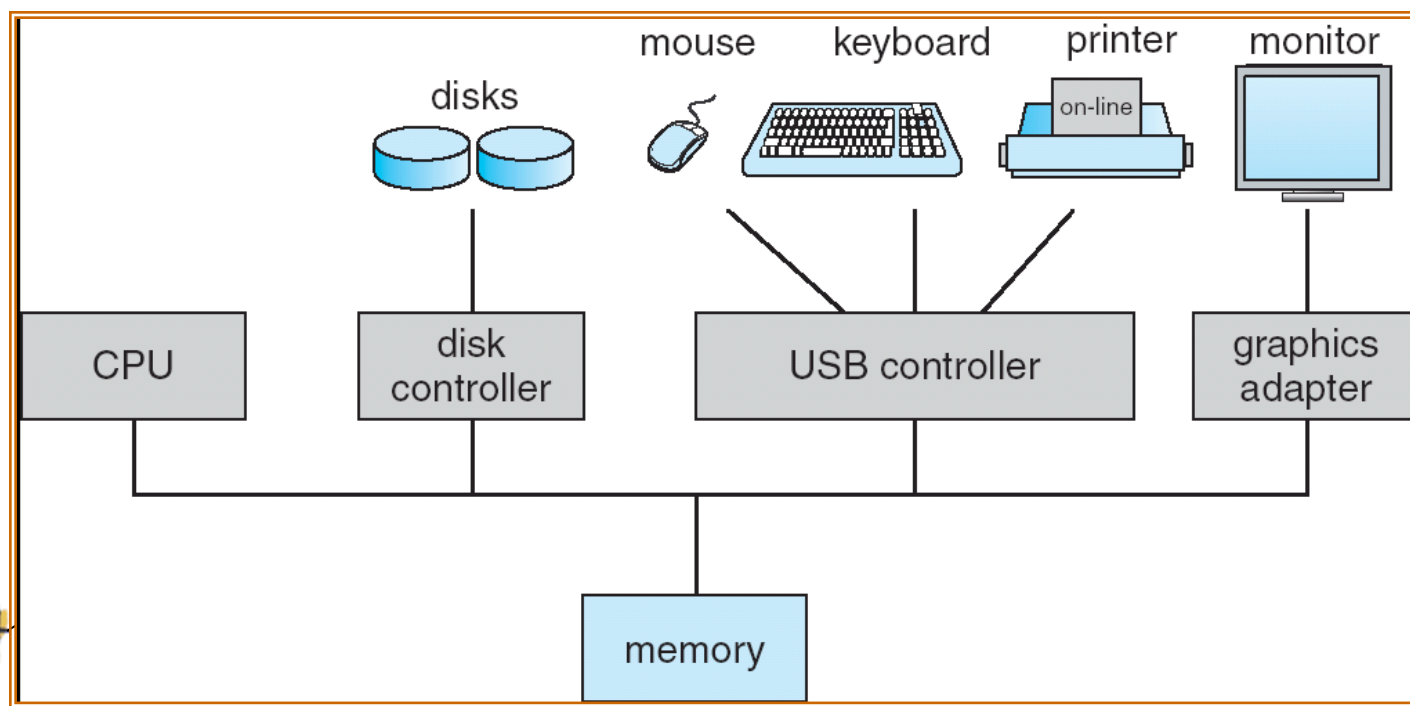 mouse
keyboard
printer
monitor
disks
on-line
CPU
disk
controller
USB controller
graphics
adapter
memory